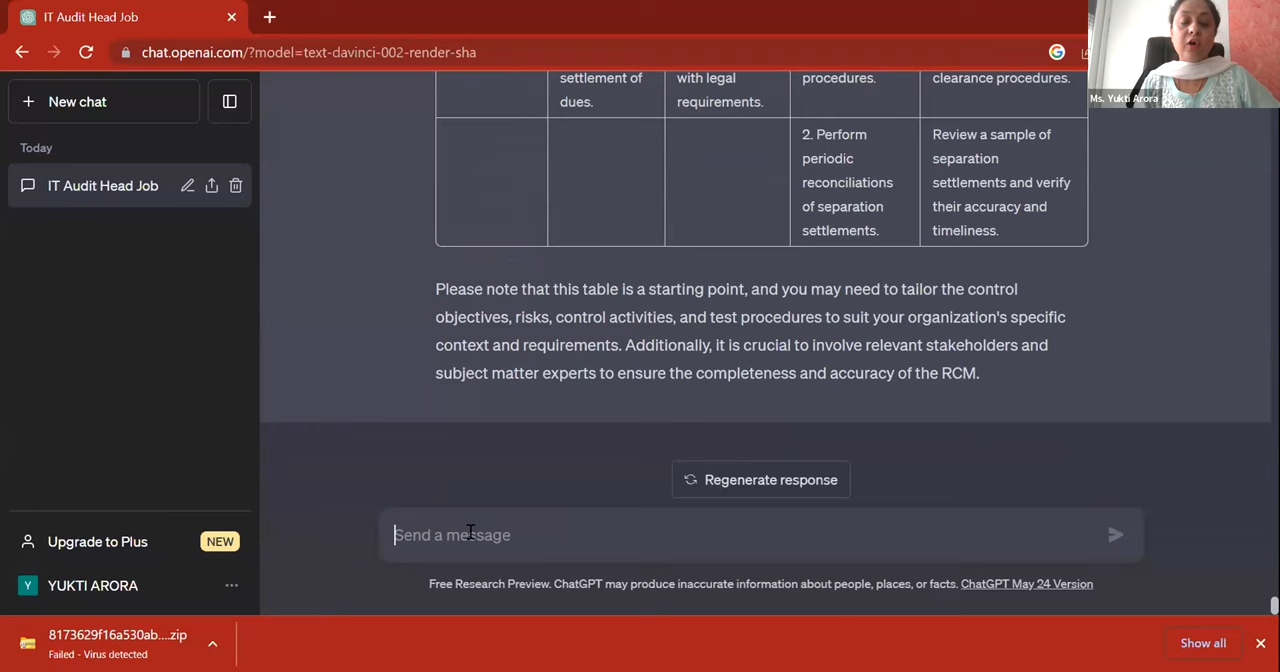 IT Audit Head Job
chat.openai.com/?model=text-davinci-002-render-sha
G
Ms. Yukti Arora
New chat
Today
IT Audit Head Job
settlement of
dues.
with legal
requirements.
procedures.
clearance procedures.
2. Perform
periodic
reconciliations
of separation
settlements.
Review a sample of
separation
settlements and verify
their accuracy and
timeliness.
Please note that this table is a starting point, and you may need to tailor the control
objectives, risks, control activities, and test procedures to suit your organization's specific
context and requirements. Additionally, it is crucial to involve relevant stakeholders and
subject matter experts to ensure the completeness and accuracy of the RCM.
Regenerate response
Send a message
Free Research Preview. ChatGPT may produce inaccurate information about people, places, or facts. ChatGPT May 24 Version
Upgrade to Plus NEW
Y YUKTI ARORA
8173629f16a530ab....zip
Failed - Virus detected
Show all